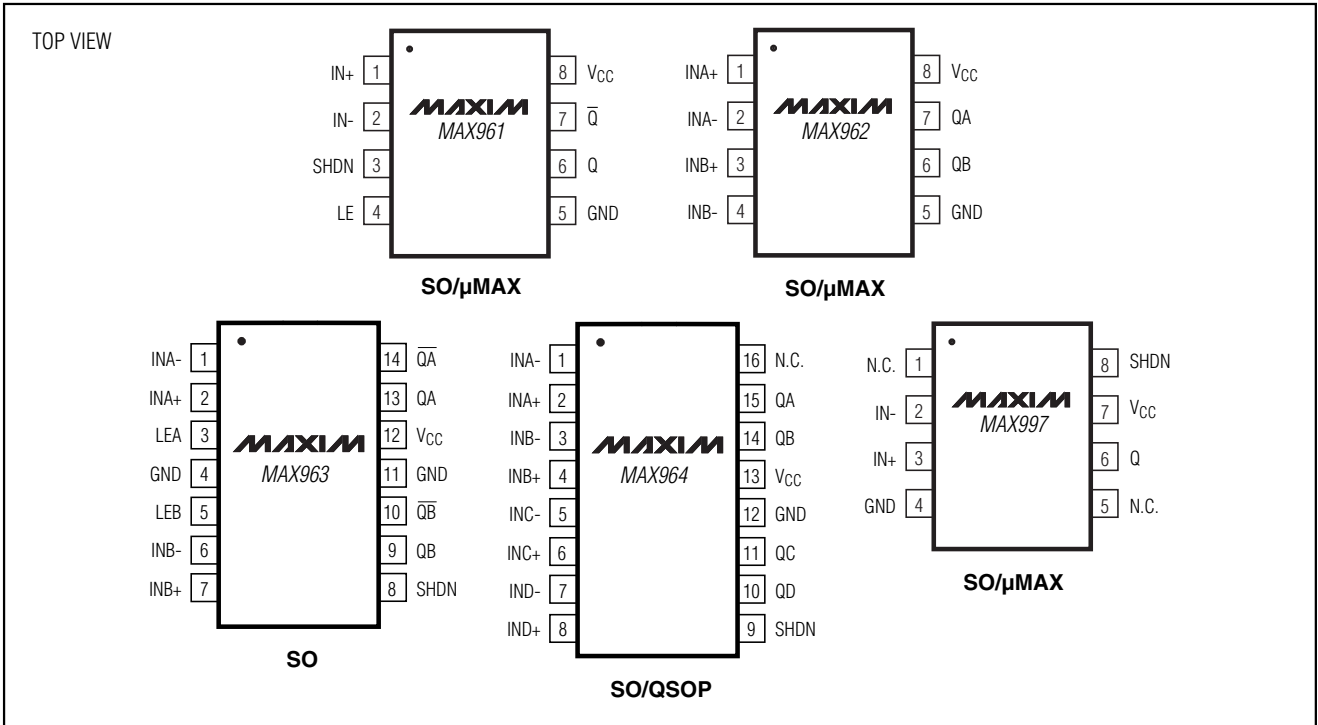 TOP VIEW
IN+ 1
IN- 2
SHDN 3
LE 4
MAXIM
MAX961
8 VCC
7 Q̅
6 Q
5 GND
SO/µMAX
INA+ 1
INA- 2
INB+ 3
INB- 4
MAXIM
MAX962
8 VCC
7 QA
6 QB
5 GND
SO/µMAX
INA- 1
INA+ 2
LEA 3
GND 4
LEB 5
INB- 6
INB+ 7
MAXIM
MAX963
14 Q̅A̅
13 QA
12 VCC
11 GND
10 Q̅B̅
9 QB
8 SHDN
SO
INA- 1
INA+ 2
INB- 3
INB+ 4
INC- 5
INC+ 6
IND- 7
IND+ 8
MAXIM
MAX964
16 N.C.
15 QA
14 QB
13 VCC
12 GND
11 QC
10 QD
9 SHDN
SO/QSOP
N.C. 1
IN- 2
IN+ 3
GND 4
MAXIM
MAX997
8 SHDN
7 VCC
6 Q
5 N.C.
SO/µMAX